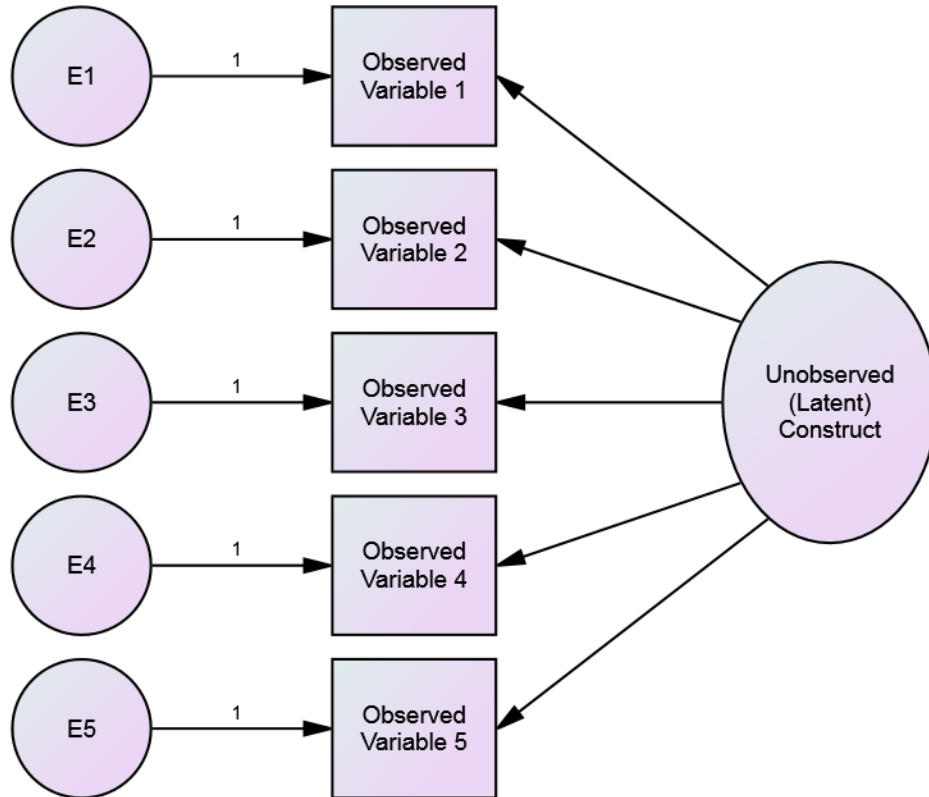 E1
1
Observed
Variable 1
E2
1
Observed
Variable 2
E3
1
Observed
Variable 3
Unobserved
(Latent)
Construct
E4
1
Observed
Variable 4
E5
1
Observed
Variable 5